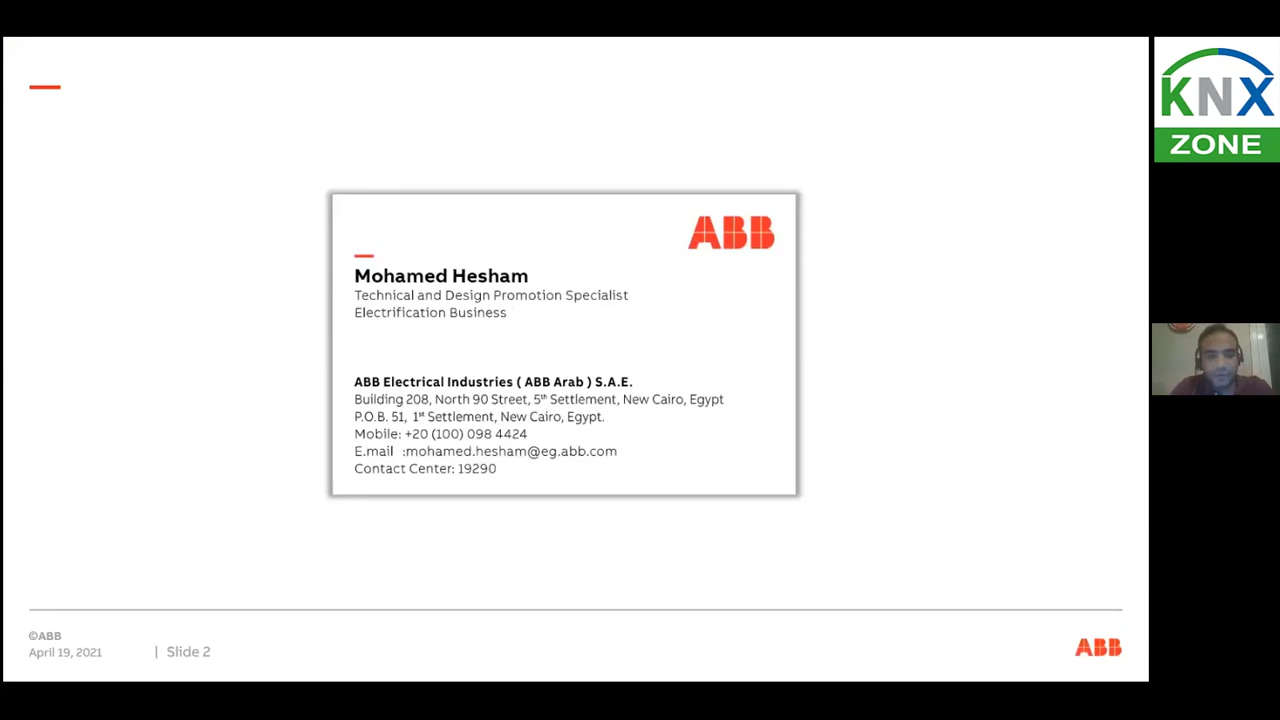 KNX
ZONE
ABB
Mohamed Hesham
Technical and Design Promotion Specialist
Electrification Business
ABB Electrical Industries ( ABB Arab ) S.A.E.
Building 208, North 90 Street, 5th Settlement, New Cairo, Egypt
P.O.B. 51, 1st Settlement, New Cairo, Egypt.
Mobile: +20 (100) 098 4424
E.mail :mohamed.hesham@eg.abb.com
Contact Center: 19290
©ABB
April 19, 2021 | Slide 2
ABB